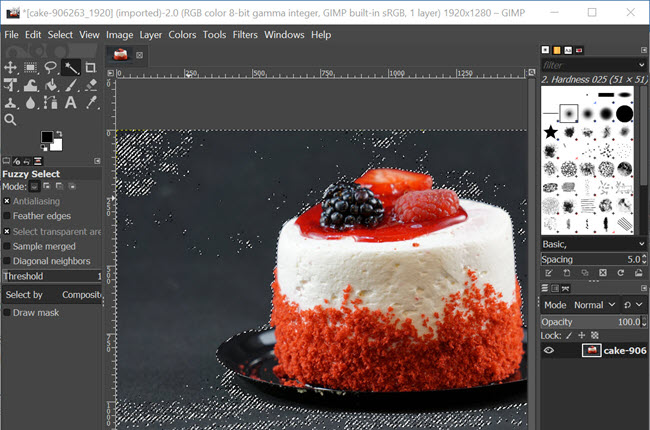 *[cake-906263_1920] (imported)-2.0 (RGB color 8-bit gamma integer, GIMP built-in sRGB, 1 layer) 1920x1280 – GIMP
File Edit Select View Image Layer Colors Tools Filters Windows Help
0 500 750 1000 1250
filter
2. Hardness 025 (51 × 51)
Fuzzy Select
Mode:
Antialiasing
Feather edges
Select transparent are
Sample merged
Diagonal neighbors
Threshold 1
Select by Composit
Draw mask
Basic,
Spacing 5.0
Mode Normal
Opacity 100.0
Lock:
cake-906